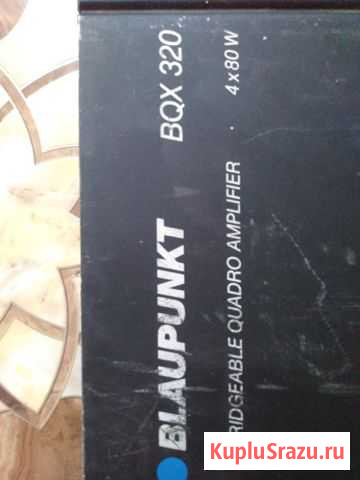 BLAUPUNKT BQX 320
RIDGEABLE QUADRO AMPLIFIER 4 x 80 W
KupluSrazu.ru